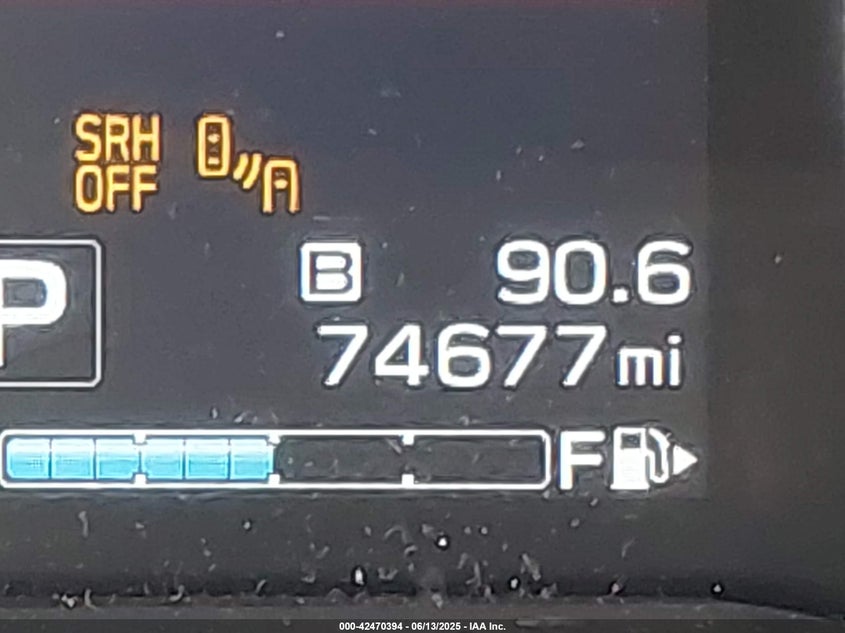 SRH
OFF
P
B 90.6
74677 mi
F
000-42470394 - 06/13/2025 - IAA Inc.